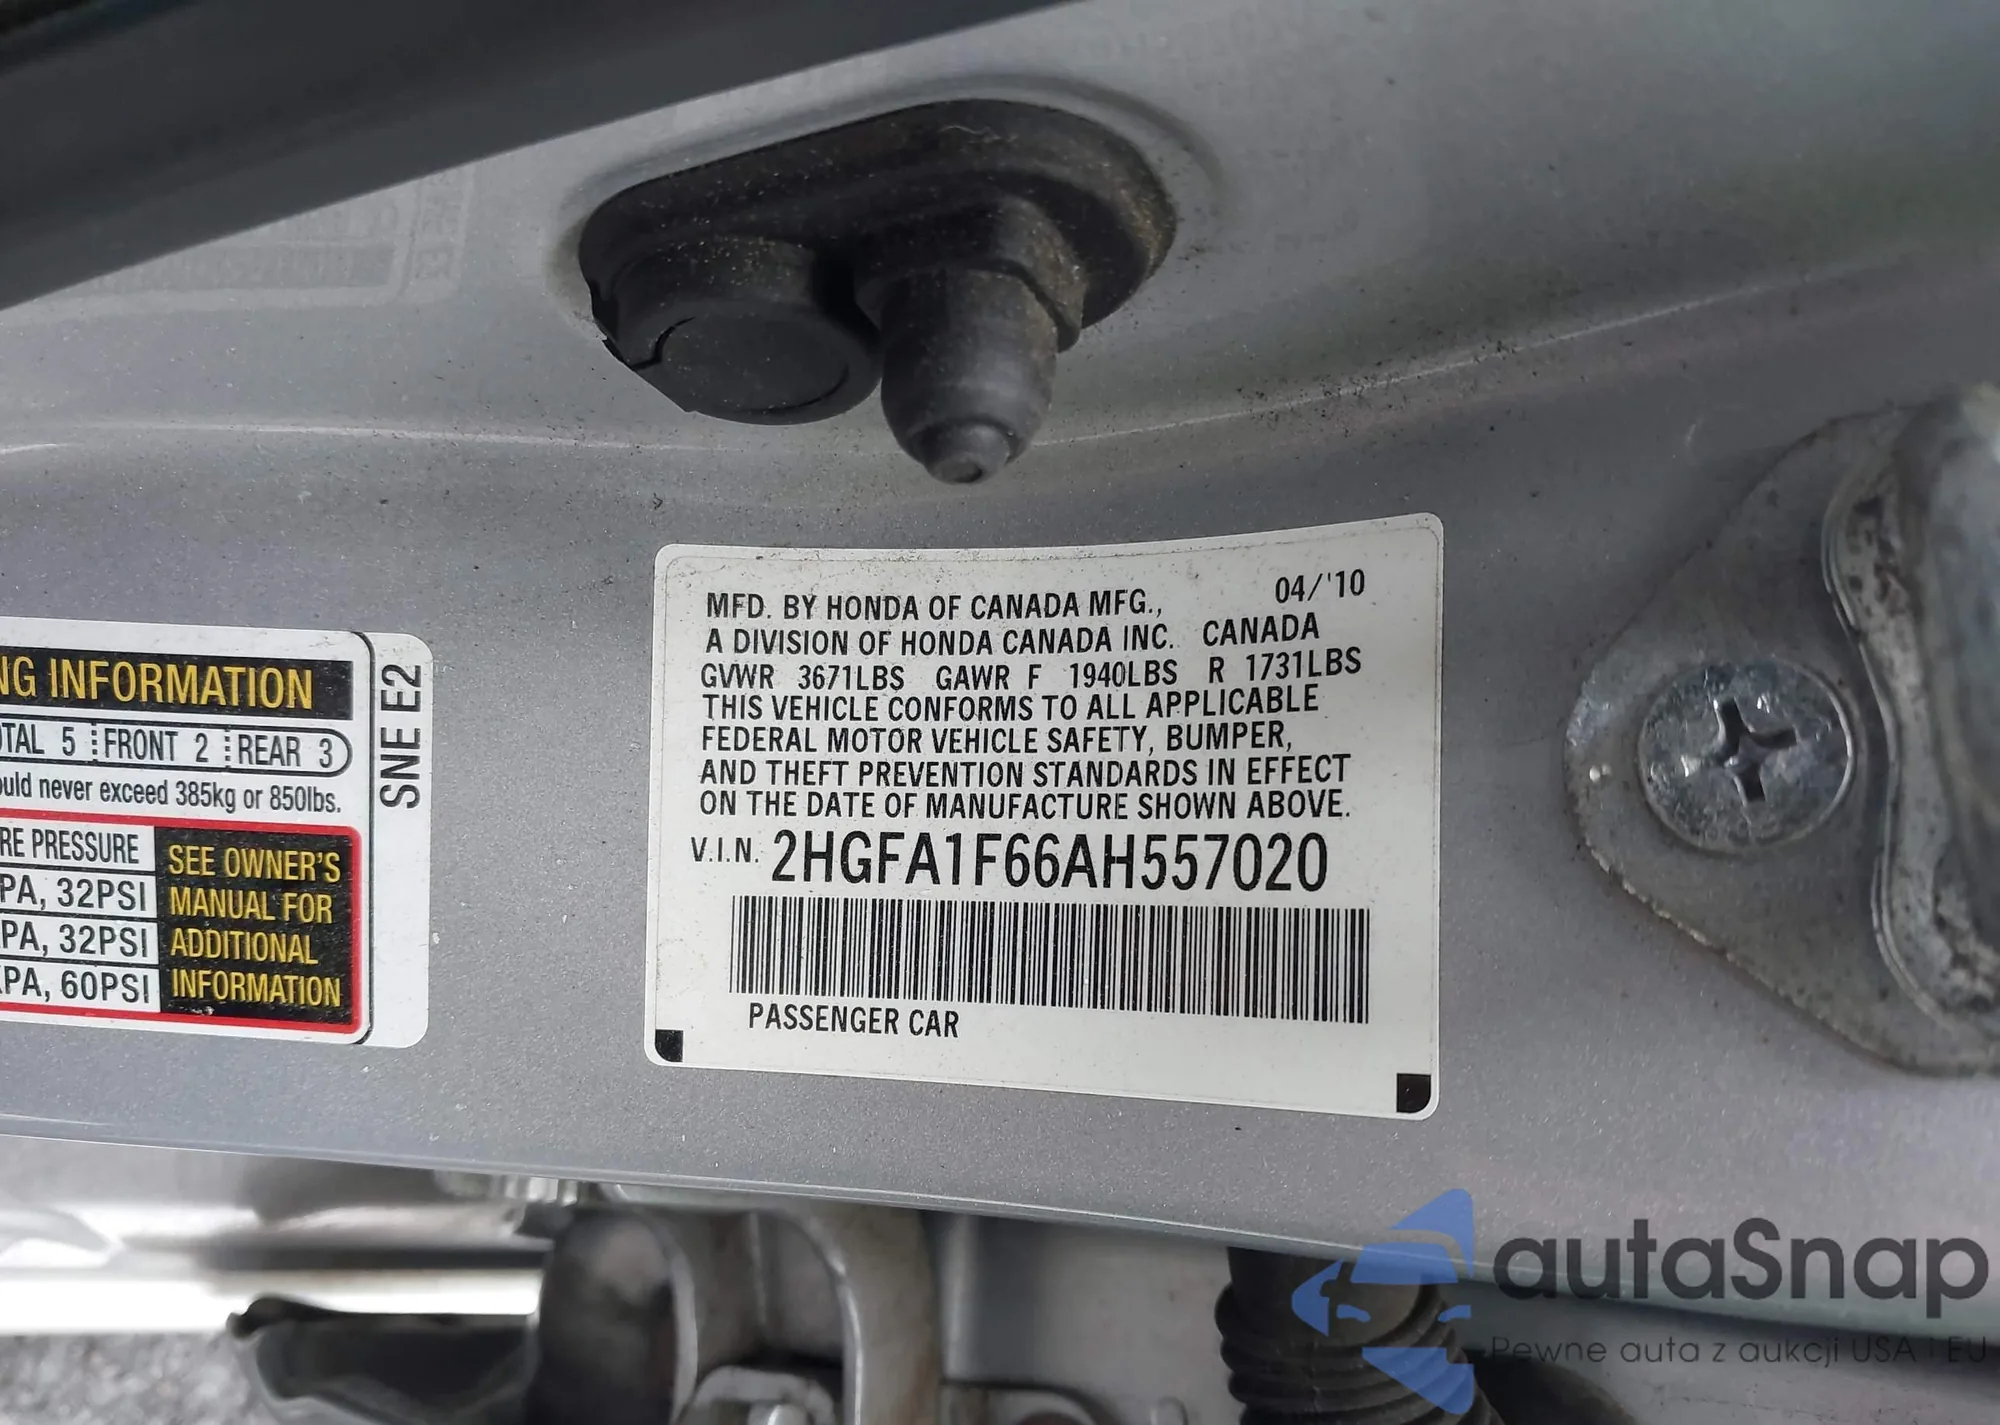 NG INFORMATION
OTAL 5 FRONT 2 REAR 3
ould never exceed 385kg or 850lbs.
RE PRESSURE
PA, 32PSI
PA, 32PSI
KPA, 60PSI
SEE OWNER'S
MANUAL FOR
ADDITIONAL
INFORMATION
SNE E2
MFD. BY HONDA OF CANADA MFG., 04/'10
A DIVISION OF HONDA CANADA INC. CANADA
GVWR 3671LBS GAWR F 1940LBS R 1731LBS
THIS VEHICLE CONFORMS TO ALL APPLICABLE
FEDERAL MOTOR VEHICLE SAFETY, BUMPER,
AND THEFT PREVENTION STANDARDS IN EFFECT
ON THE DATE OF MANUFACTURE SHOWN ABOVE.
V.I.N. 2HGFA1F66AH557020
PASSENGER CAR
autaSnap
Pewne auta z aukcji USA i EU